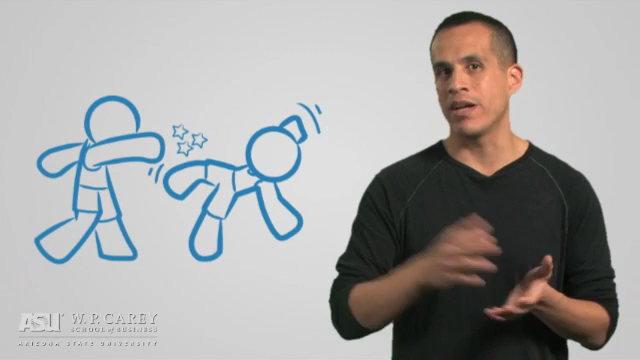 ASU W. P. CAREY
SCHOOL OF BUSINESS
ARIZONA STATE UNIVERSITY